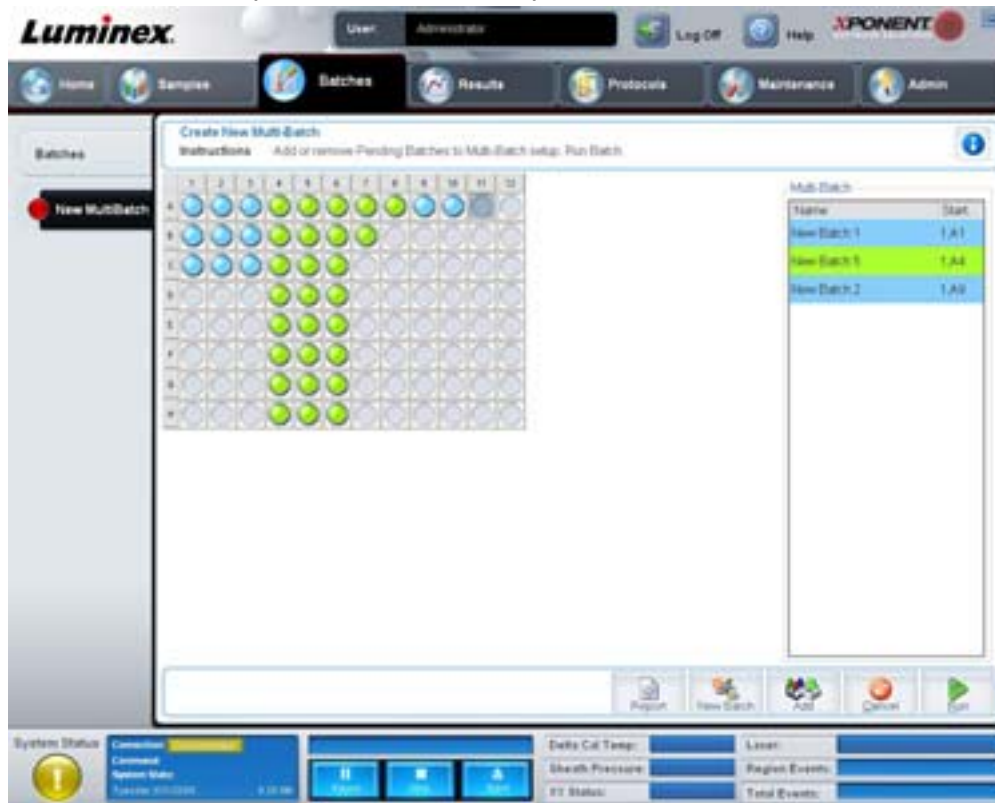 Luminex.
User: Administrator
Log Off
Help
XPONENT
Home
Samples
Batches
Results
Protocols
Maintenance
Admin
Batches
New MultiBatch
Create New Multi-Batch
Instructions Add or remove Pending Batches to Multi-Batch setup. Run Batch.
1 2 3 4 5 6 7 8 9 10 11 12
A
B
C
D
E
F
G
H
Multi-Batch
Name Start
New Batch 1 1,A1
New Batch 5 1,A4
New Batch 2 1,A9
Report
New Batch
Add
Cancel
Run
System Status
Connection:
Command:
System State:
Tuesday
Delta Cal Temp:
Laser:
Sheath Pressure:
Region Events:
XY Status:
Total Events: